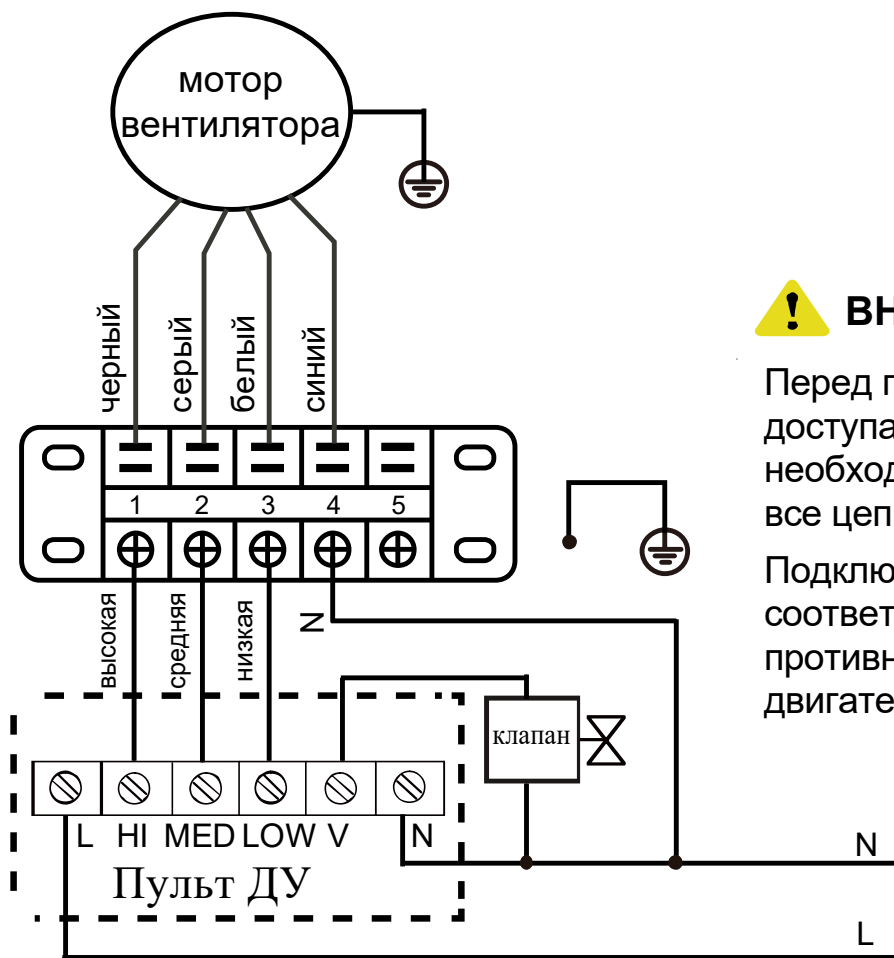 мотор
вентилятора
черный
серый
белый
синий
1 2 3 4 5
высокая
средняя
низкая
N
клапан
L HI MED LOW V N
Пульт ДУ
N
L
ВН
Перед п
доступа
необход
все цеп
Подклю
соответ
противн
двигате